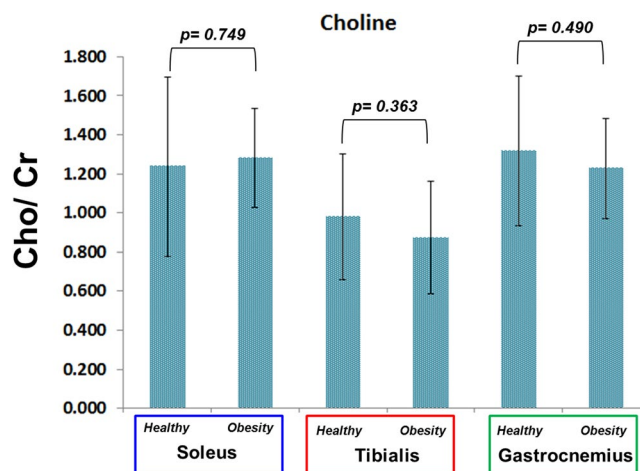 Choline
p= 0.749
p= 0.363
p= 0.490
Cho/ Cr
1.800
1.600
1.400
1.200
1.000
0.800
0.600
0.400
0.200
0.000
Healthy Obesity Healthy Obesity Healthy Obesity
Soleus Tibialis Gastrocnemius